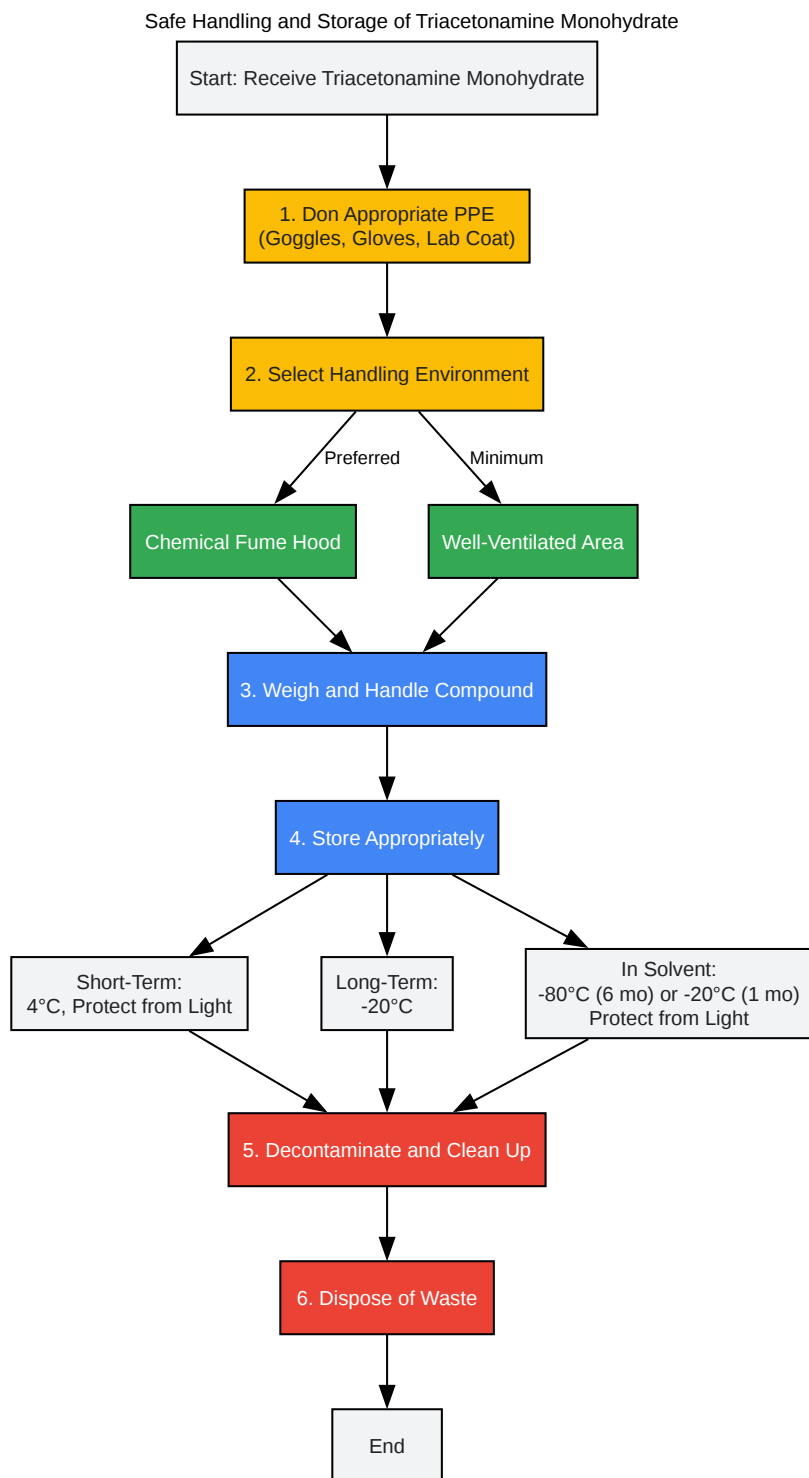 Safe Handling and Storage of Triacetonamine Monohydrate
Start: Receive Triacetonamine Monohydrate
1. Don Appropriate PPE
(Goggles, Gloves, Lab Coat)
2. Select Handling Environment
Preferred
Minimum
Chemical Fume Hood
Well-Ventilated Area
3. Weigh and Handle Compound
4. Store Appropriately
Short-Term:
4°C, Protect from Light
Long-Term:
-20°C
In Solvent:
-80°C (6 mo) or -20°C (1 mo)
Protect from Light
5. Decontaminate and Clean Up
6. Dispose of Waste
End